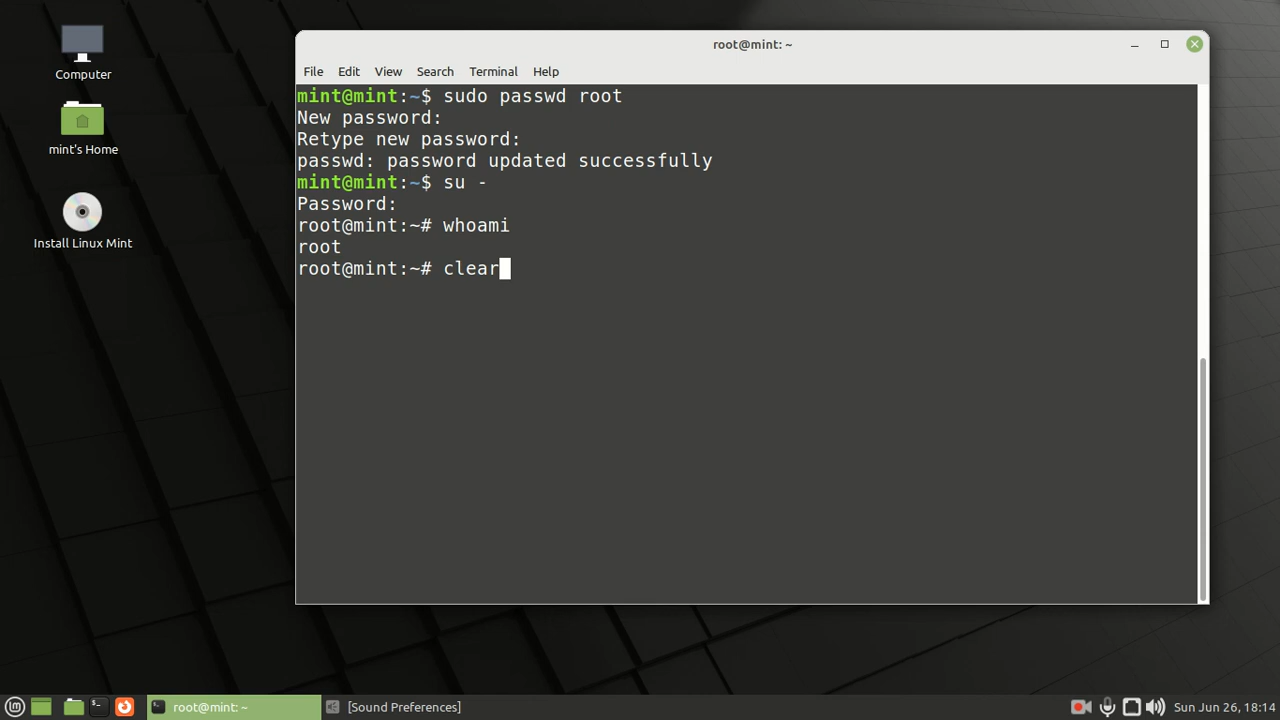 Computer
mint's Home
Install Linux Mint
root@mint: ~
File Edit View Search Terminal Help
mint@mint:~$ sudo passwd root
New password:
Retype new password:
passwd: password updated successfully
mint@mint:~$ su -
Password:
root@mint:~# whoami
root
root@mint:~# clear
root@mint: ~
[Sound Preferences]
Sun Jun 26, 18:14